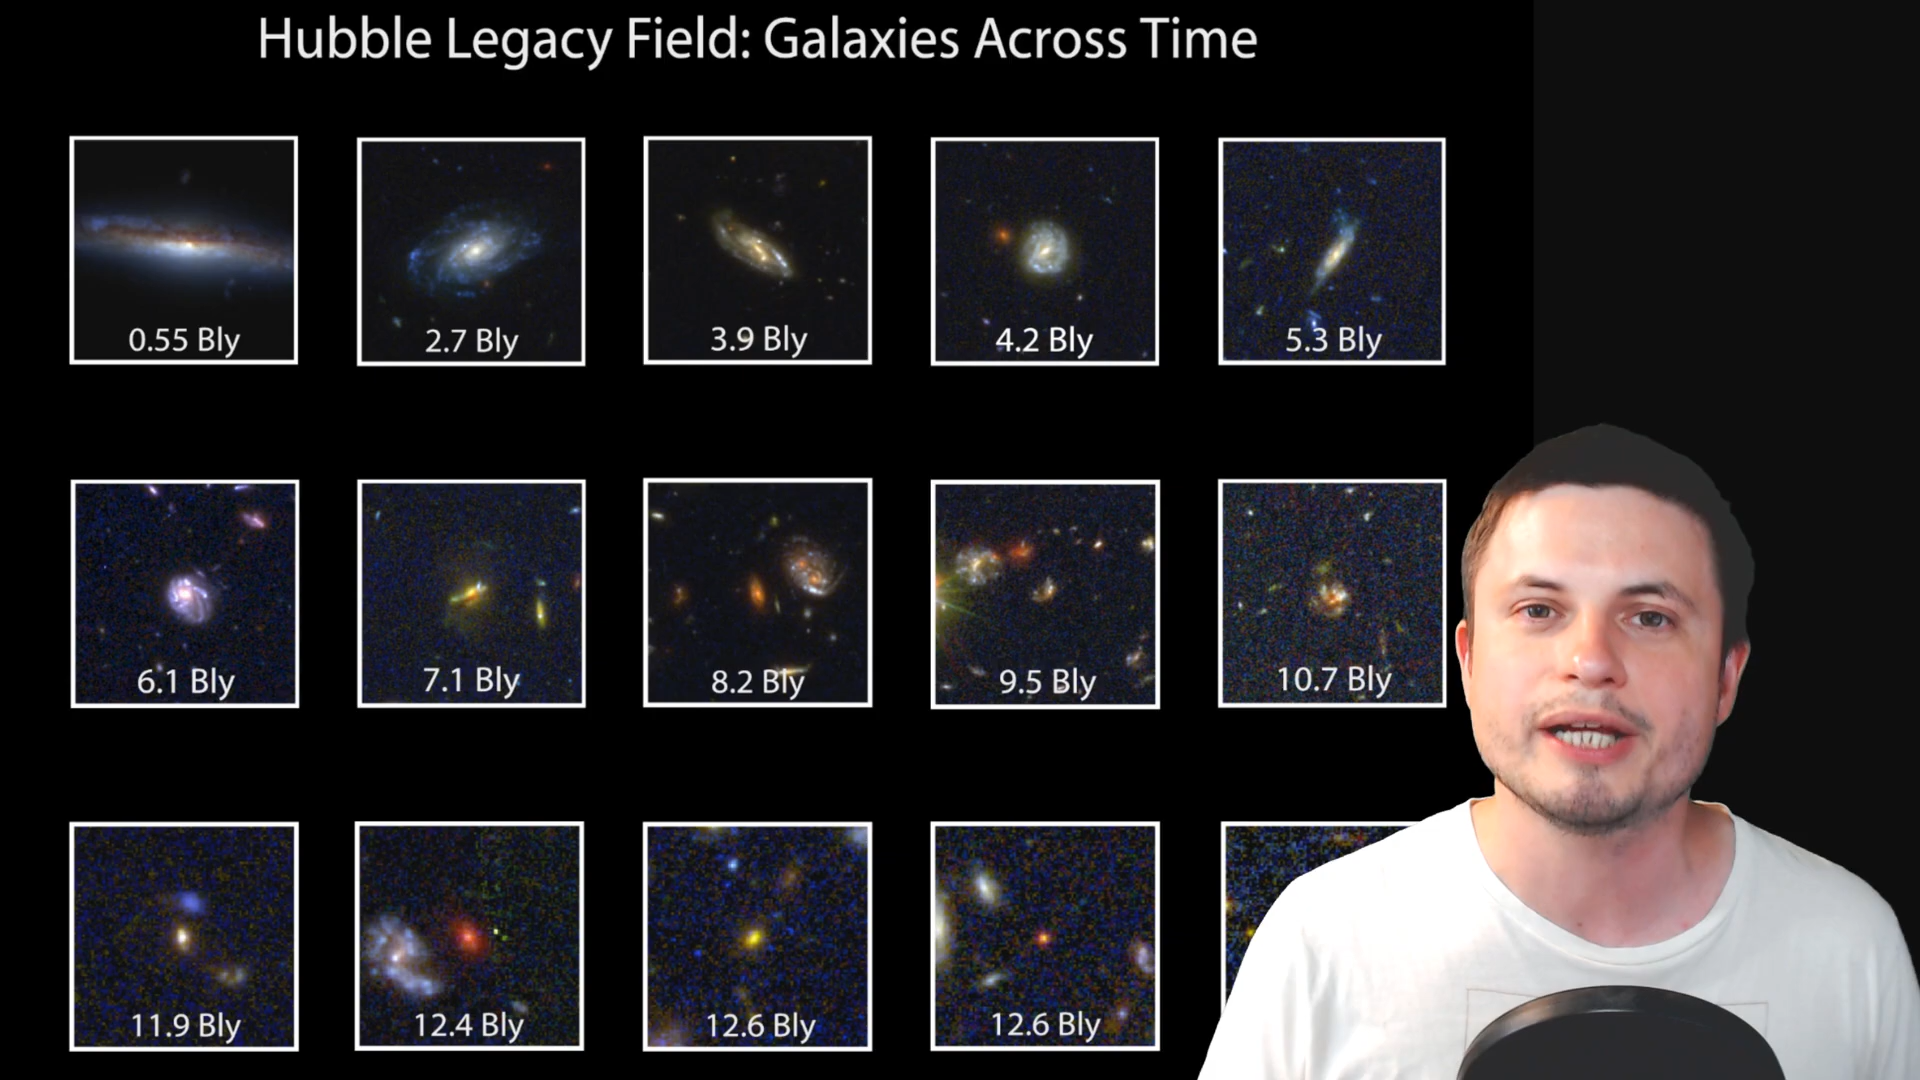 Hubble Legacy Field: Galaxies Across Time
0.55 Bly
2.7 Bly
3.9 Bly
4.2 Bly
5.3 Bly
6.1 Bly
7.1 Bly
8.2 Bly
9.5 Bly
10.7 Bly
11.9 Bly
12.4 Bly
12.6 Bly
12.6 Bly